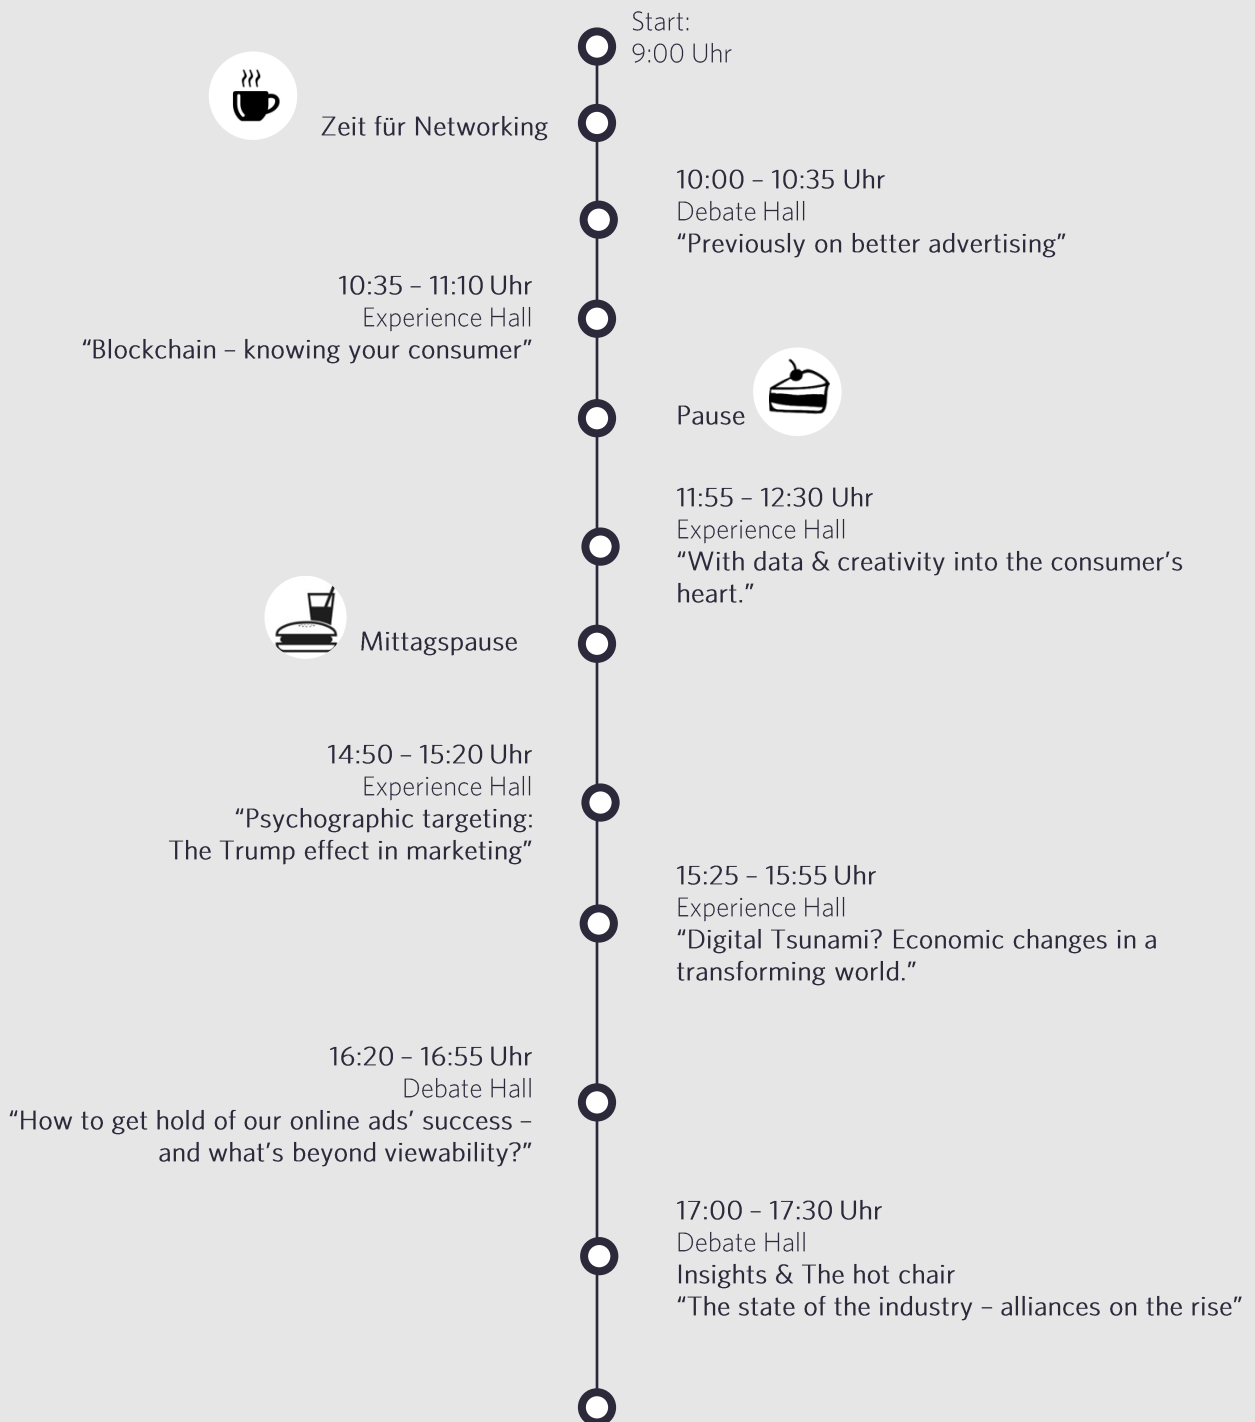 Start:
9:00 Uhr
Zeit für Networking
10:00 – 10:35 Uhr
Debate Hall
“Previously on better advertising”
10:35 – 11:10 Uhr
Experience Hall
“Blockchain – knowing your consumer”
Pause
11:55 – 12:30 Uhr
Experience Hall
“With data & creativity into the consumer’s
heart.”
Mittagspause
14:50 – 15:20 Uhr
Experience Hall
“Psychographic targeting:
The Trump effect in marketing”
15:25 – 15:55 Uhr
Experience Hall
“Digital Tsunami? Economic changes in a
transforming world.”
16:20 – 16:55 Uhr
Debate Hall
“How to get hold of our online ads’ success –
and what’s beyond viewability?”
17:00 – 17:30 Uhr
Debate Hall
Insights & The hot chair
“The state of the industry – alliances on the rise”